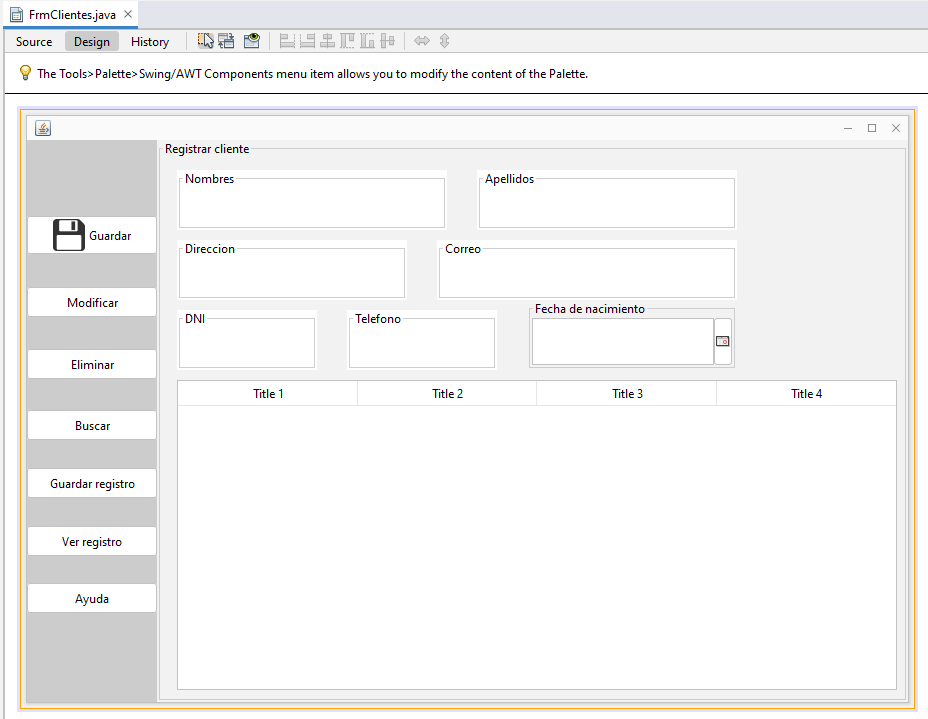 FrmClientes.java
Source Design History
The Tools>Palette>Swing/AWT Components menu item allows you to modify the content of the Palette.
Registrar cliente
Nombres Apellidos
Guardar
Direccion Correo
Modificar
DNI Telefono Fecha de nacimiento
Eliminar
Title 1 Title 2 Title 3 Title 4
Buscar
Guardar registro
Ver registro
Ayuda